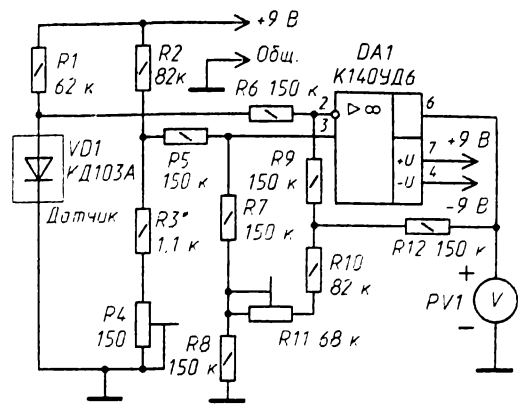 +9 В
R1
62 к
R2
82к
Общ.
DA1
К140УД6
R6 150 к
2
3
▷ ∞
6
7
+U
+9 В
4
-U
-9 В
VD1
КД103А
Датчик
R5
150 к
R9
150 к
R7
150 к
R3*
1,1 к
R12 150 к
R10
82 к
R4
150
R11 68 к
R8
150 к
+
PV1
V
−